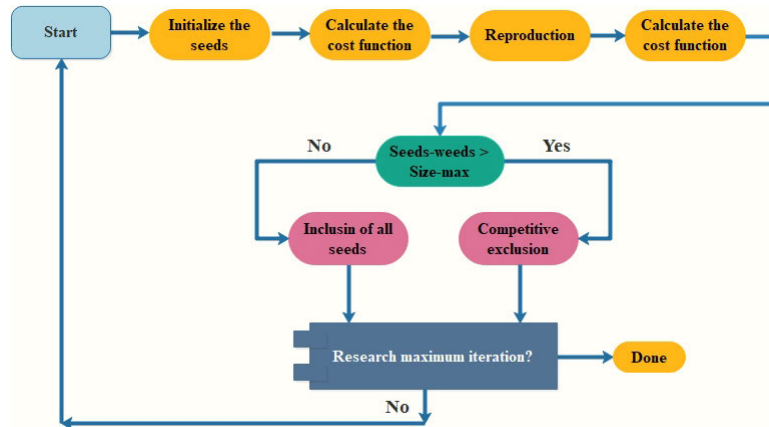 Start
Initialize the
seeds
Calculate the
cost function
Reproduction
Calculate the
cost function
No
Seeds-weeds >
Size-max
Yes
Inclusin of all
seeds
Competitive
exclusion
Research maximum iteration?
Done
No